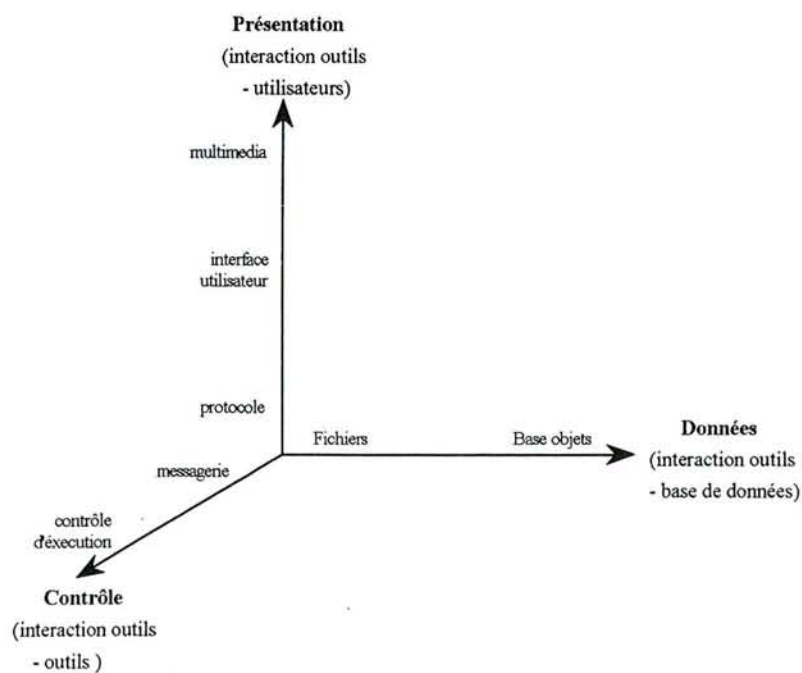 Présentation
(interaction outils
- utilisateurs)
multimedia
interface
utilisateur
protocole
Fichiers
Base objets
Données
(interaction outils
- base de données)
messagerie
contrôle
d'éxecution
Contrôle
(interaction outils
- outils )